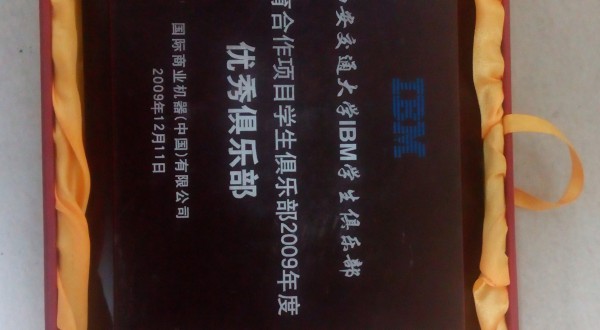 IBM
安交通大学IBM学生俱乐部
育合作项目学生俱乐部2009年度
优秀俱乐部
国际商业机器(中国)有限公司
2009年12月11日